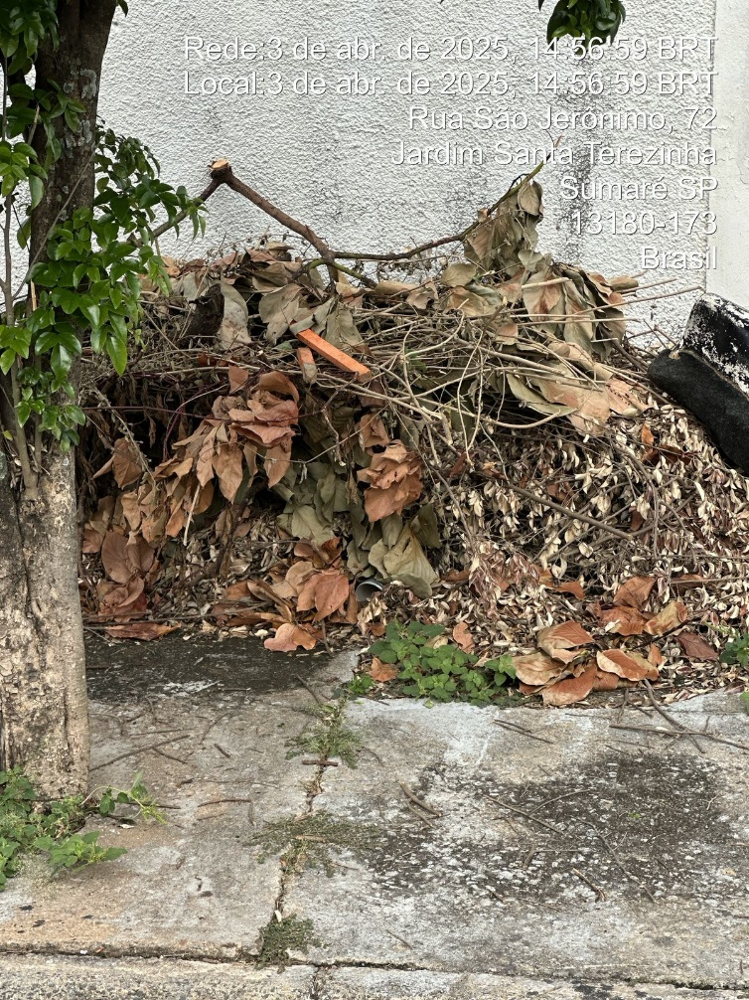 Rede:3 de abr. de 2025, 14:56:59 BRT
Local:3 de abr. de 2025, 14:56:59 BRT
Rua São Jerônimo, 72
Jardim Santa Terezinha
Sumaré SP
13180-173
Brasil